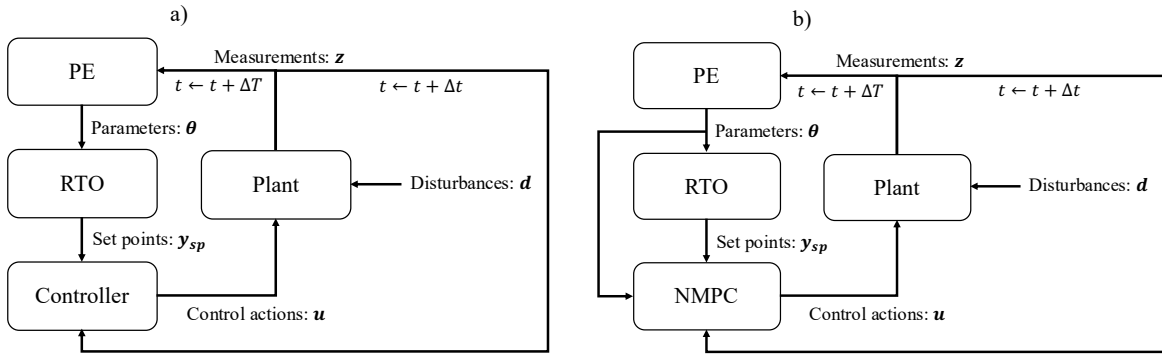 a)
Measurements: z
PE
t ← t + ΔT
t ← t + Δt
Parameters: θ
RTO
Plant
Disturbances: d
Set points: y_sp
Controller
Control actions: u
b)
Measurements: z
PE
t ← t + ΔT
t ← t + Δt
Parameters: θ
RTO
Plant
Disturbances: d
Set points: y_sp
NMPC
Control actions: u